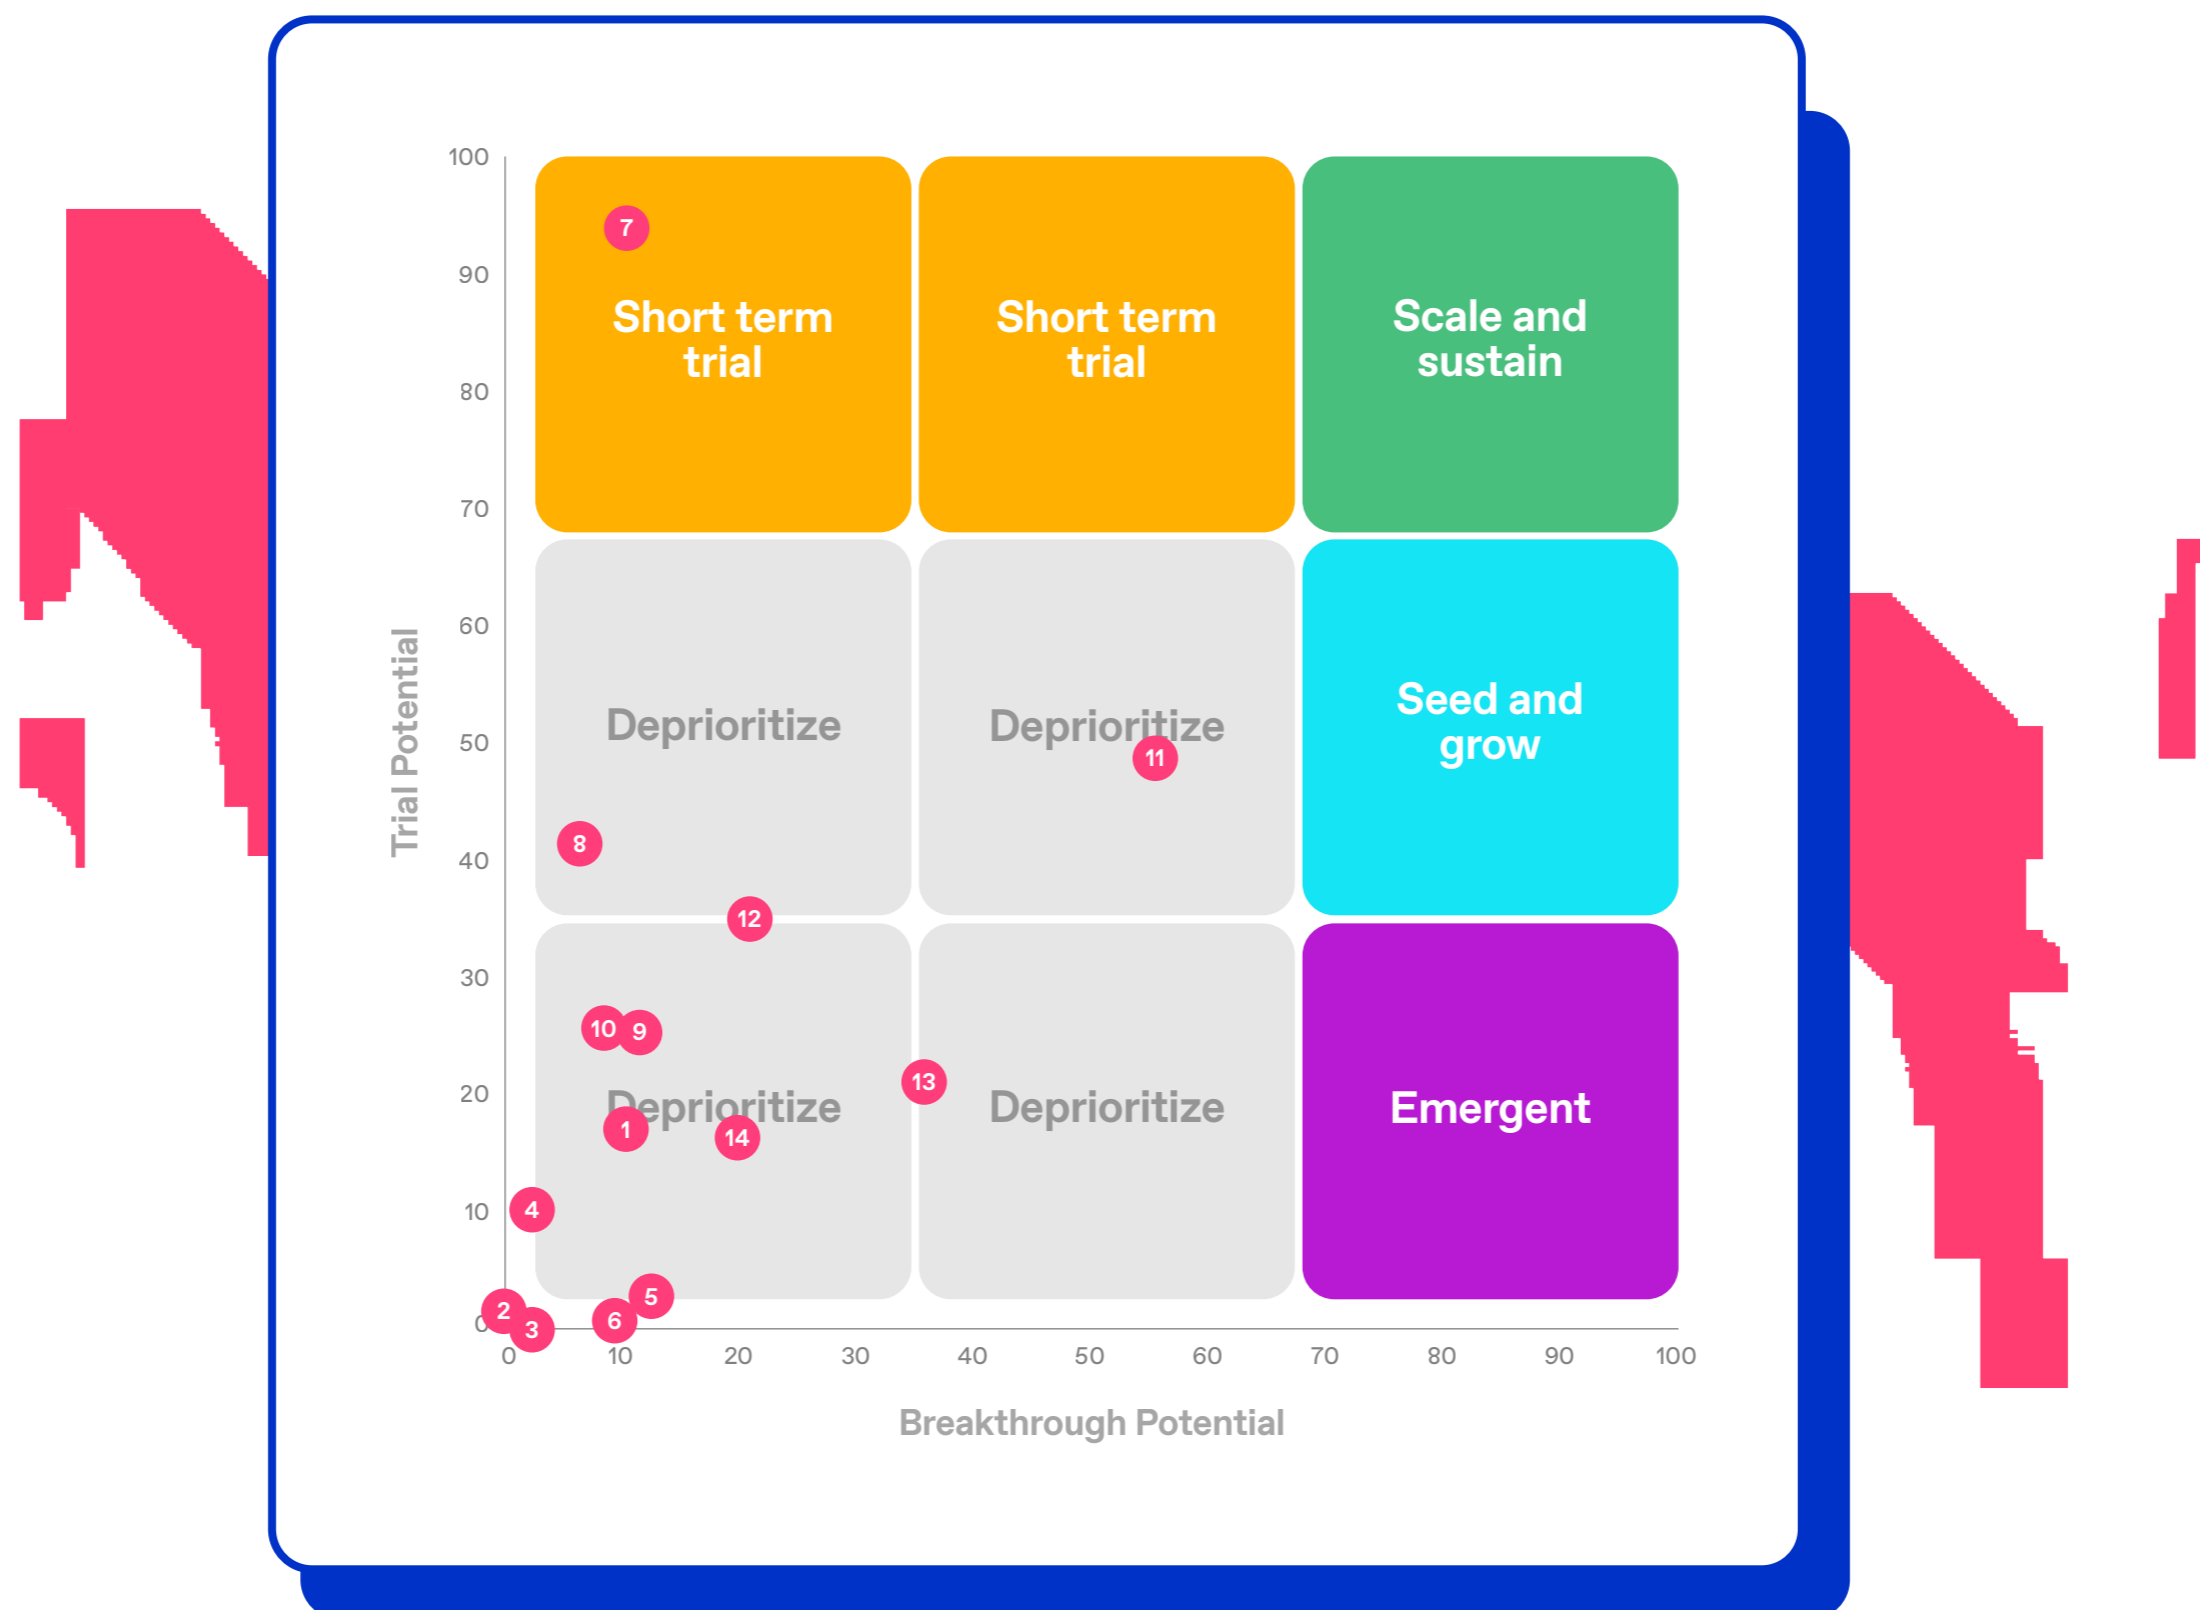 100
90
80
70
60
50
40
30
20
10
0
Trial Potential
7
Short term
trial
Short term
trial
Scale and
sustain
Deprioritize
Deprioritize
11
Seed and
grow
8
12
10
9
13
Deprioritize
1
14
Deprioritize
Emergent
4
5
2
3
6
0 10 20 30 40 50 60 70 80 90 100
Breakthrough Potential